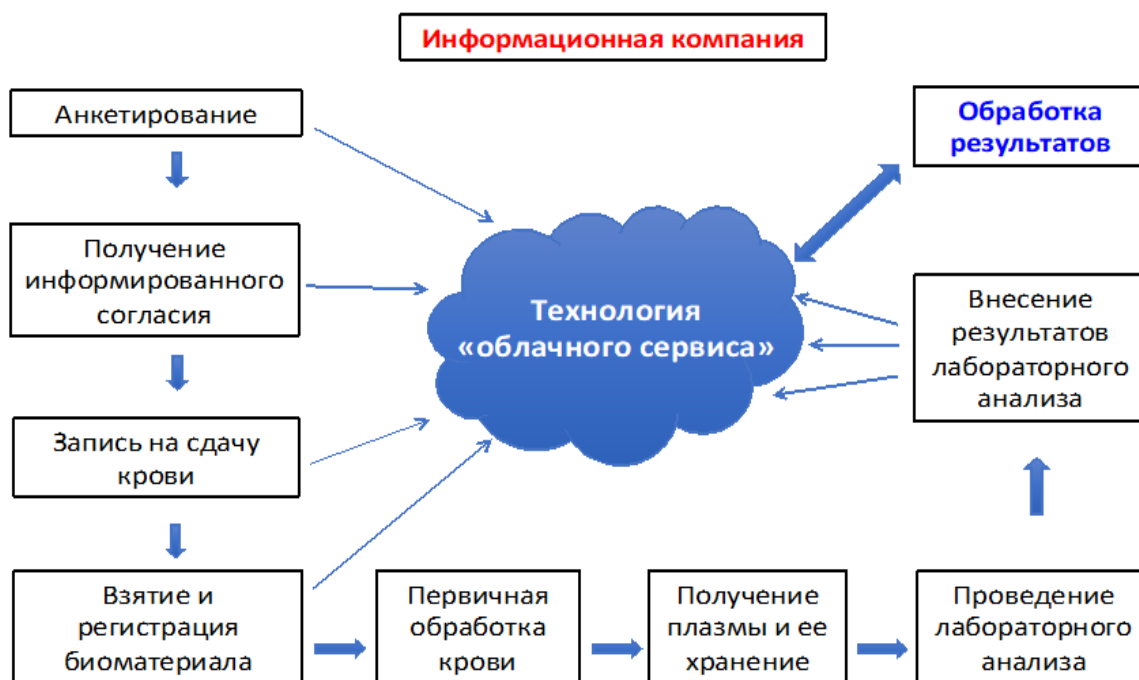 Информационная компания
Анкетирование
Обработка
результатов
Получение
информированного
согласия
Технология
«облачного сервиса»
Внесение
результатов
лабораторного
анализа
Запись на сдачу
крови
Взятие и
регистрация
биоматериала
Первичная
обработка
крови
Получение
плазмы и ее
хранение
Проведение
лабораторного
анализа